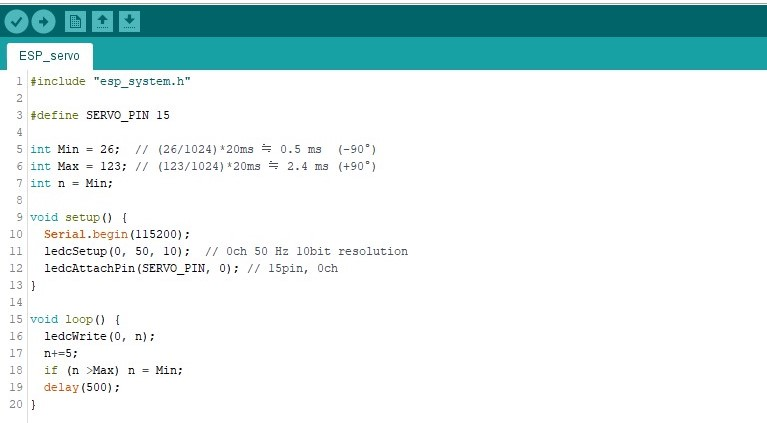 ESP_servo
1 #include "esp_system.h"
2
3 #define SERVO_PIN 15
4
5 int Min = 26;  // (26/1024)*20ms ≒ 0.5 ms  (-90°)
6 int Max = 123; // (123/1024)*20ms ≒ 2.4 ms (+90°)
7 int n = Min;
8
9 void setup() {
10   Serial.begin(115200);
11   ledcSetup(0, 50, 10);  // 0ch 50 Hz 10bit resolution
12   ledcAttachPin(SERVO_PIN, 0); // 15pin, 0ch
13 }
14
15 void loop() {
16   ledcWrite(0, n);
17   n+=5;
18   if (n >Max) n = Min;
19   delay(500);
20 }